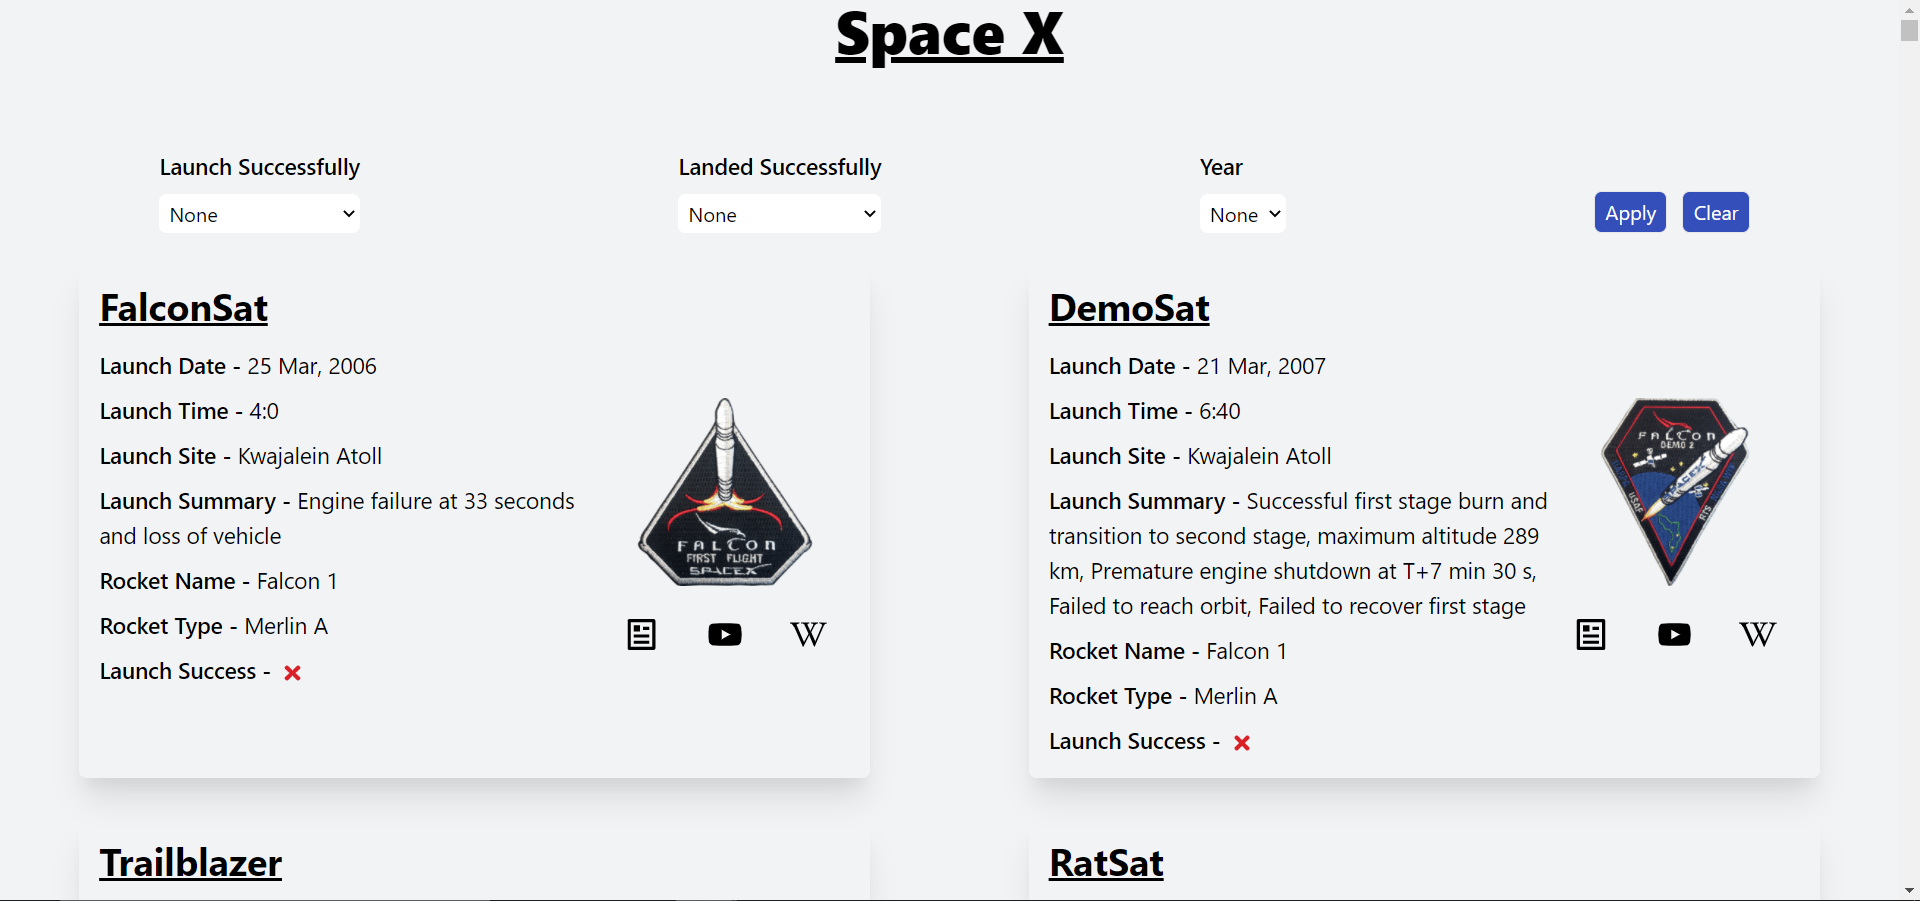 Space X
Launch Successfully
None
Landed Successfully
None
Year
None
Apply
Clear
FalconSat
Launch Date - 25 Mar, 2006
Launch Time - 4:0
Launch Site - Kwajalein Atoll
Launch Summary - Engine failure at 33 seconds
and loss of vehicle
Rocket Name - Falcon 1
Rocket Type - Merlin A
Launch Success -
FALCON
FIRST FLIGHT
SPACEX
W
DemoSat
Launch Date - 21 Mar, 2007
Launch Time - 6:40
Launch Site - Kwajalein Atoll
Launch Summary - Successful first stage burn and
transition to second stage, maximum altitude 289
km, Premature engine shutdown at T+7 min 30 s,
Failed to reach orbit, Failed to recover first stage
Rocket Name - Falcon 1
Rocket Type - Merlin A
Launch Success -
FALCON
DEMO 2
SPACEX
USAF
RTS
W
Trailblazer
RatSat